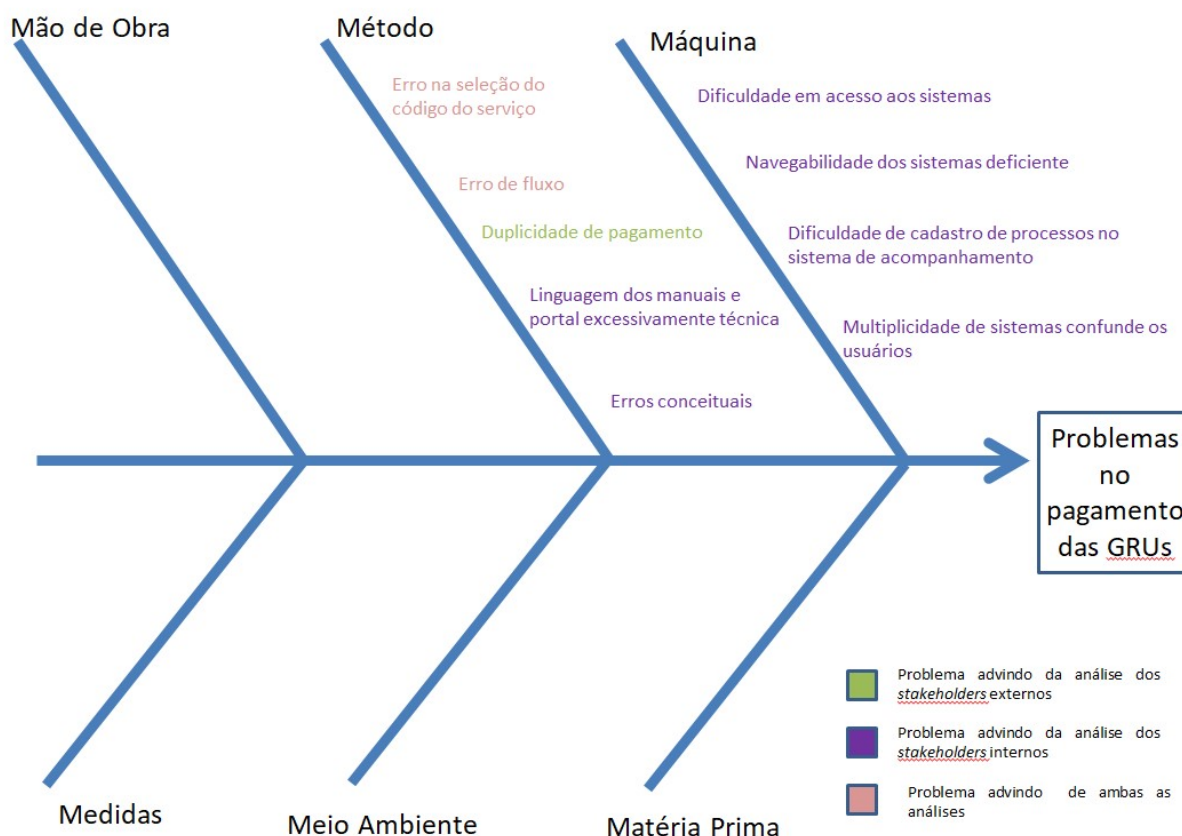 Mão de Obra
Método
Máquina
Erro na seleção do
código do serviço
Erro de fluxo
Duplicidade de pagamento
Linguagem dos manuais e
portal excessivamente técnica
Erros conceituais
Dificuldade em acesso aos sistemas
Navegabilidade dos sistemas deficiente
Dificuldade de cadastro de processos no
sistema de acompanhamento
Multiplicidade de sistemas confunde os
usuários
Problemas
no
pagamento
das GRUs
Medidas
Meio Ambiente
Matéria Prima
Problema advindo da análise dos
stakeholders externos
Problema advindo da análise dos
stakeholders internos
Problema advindo de ambas as
análises